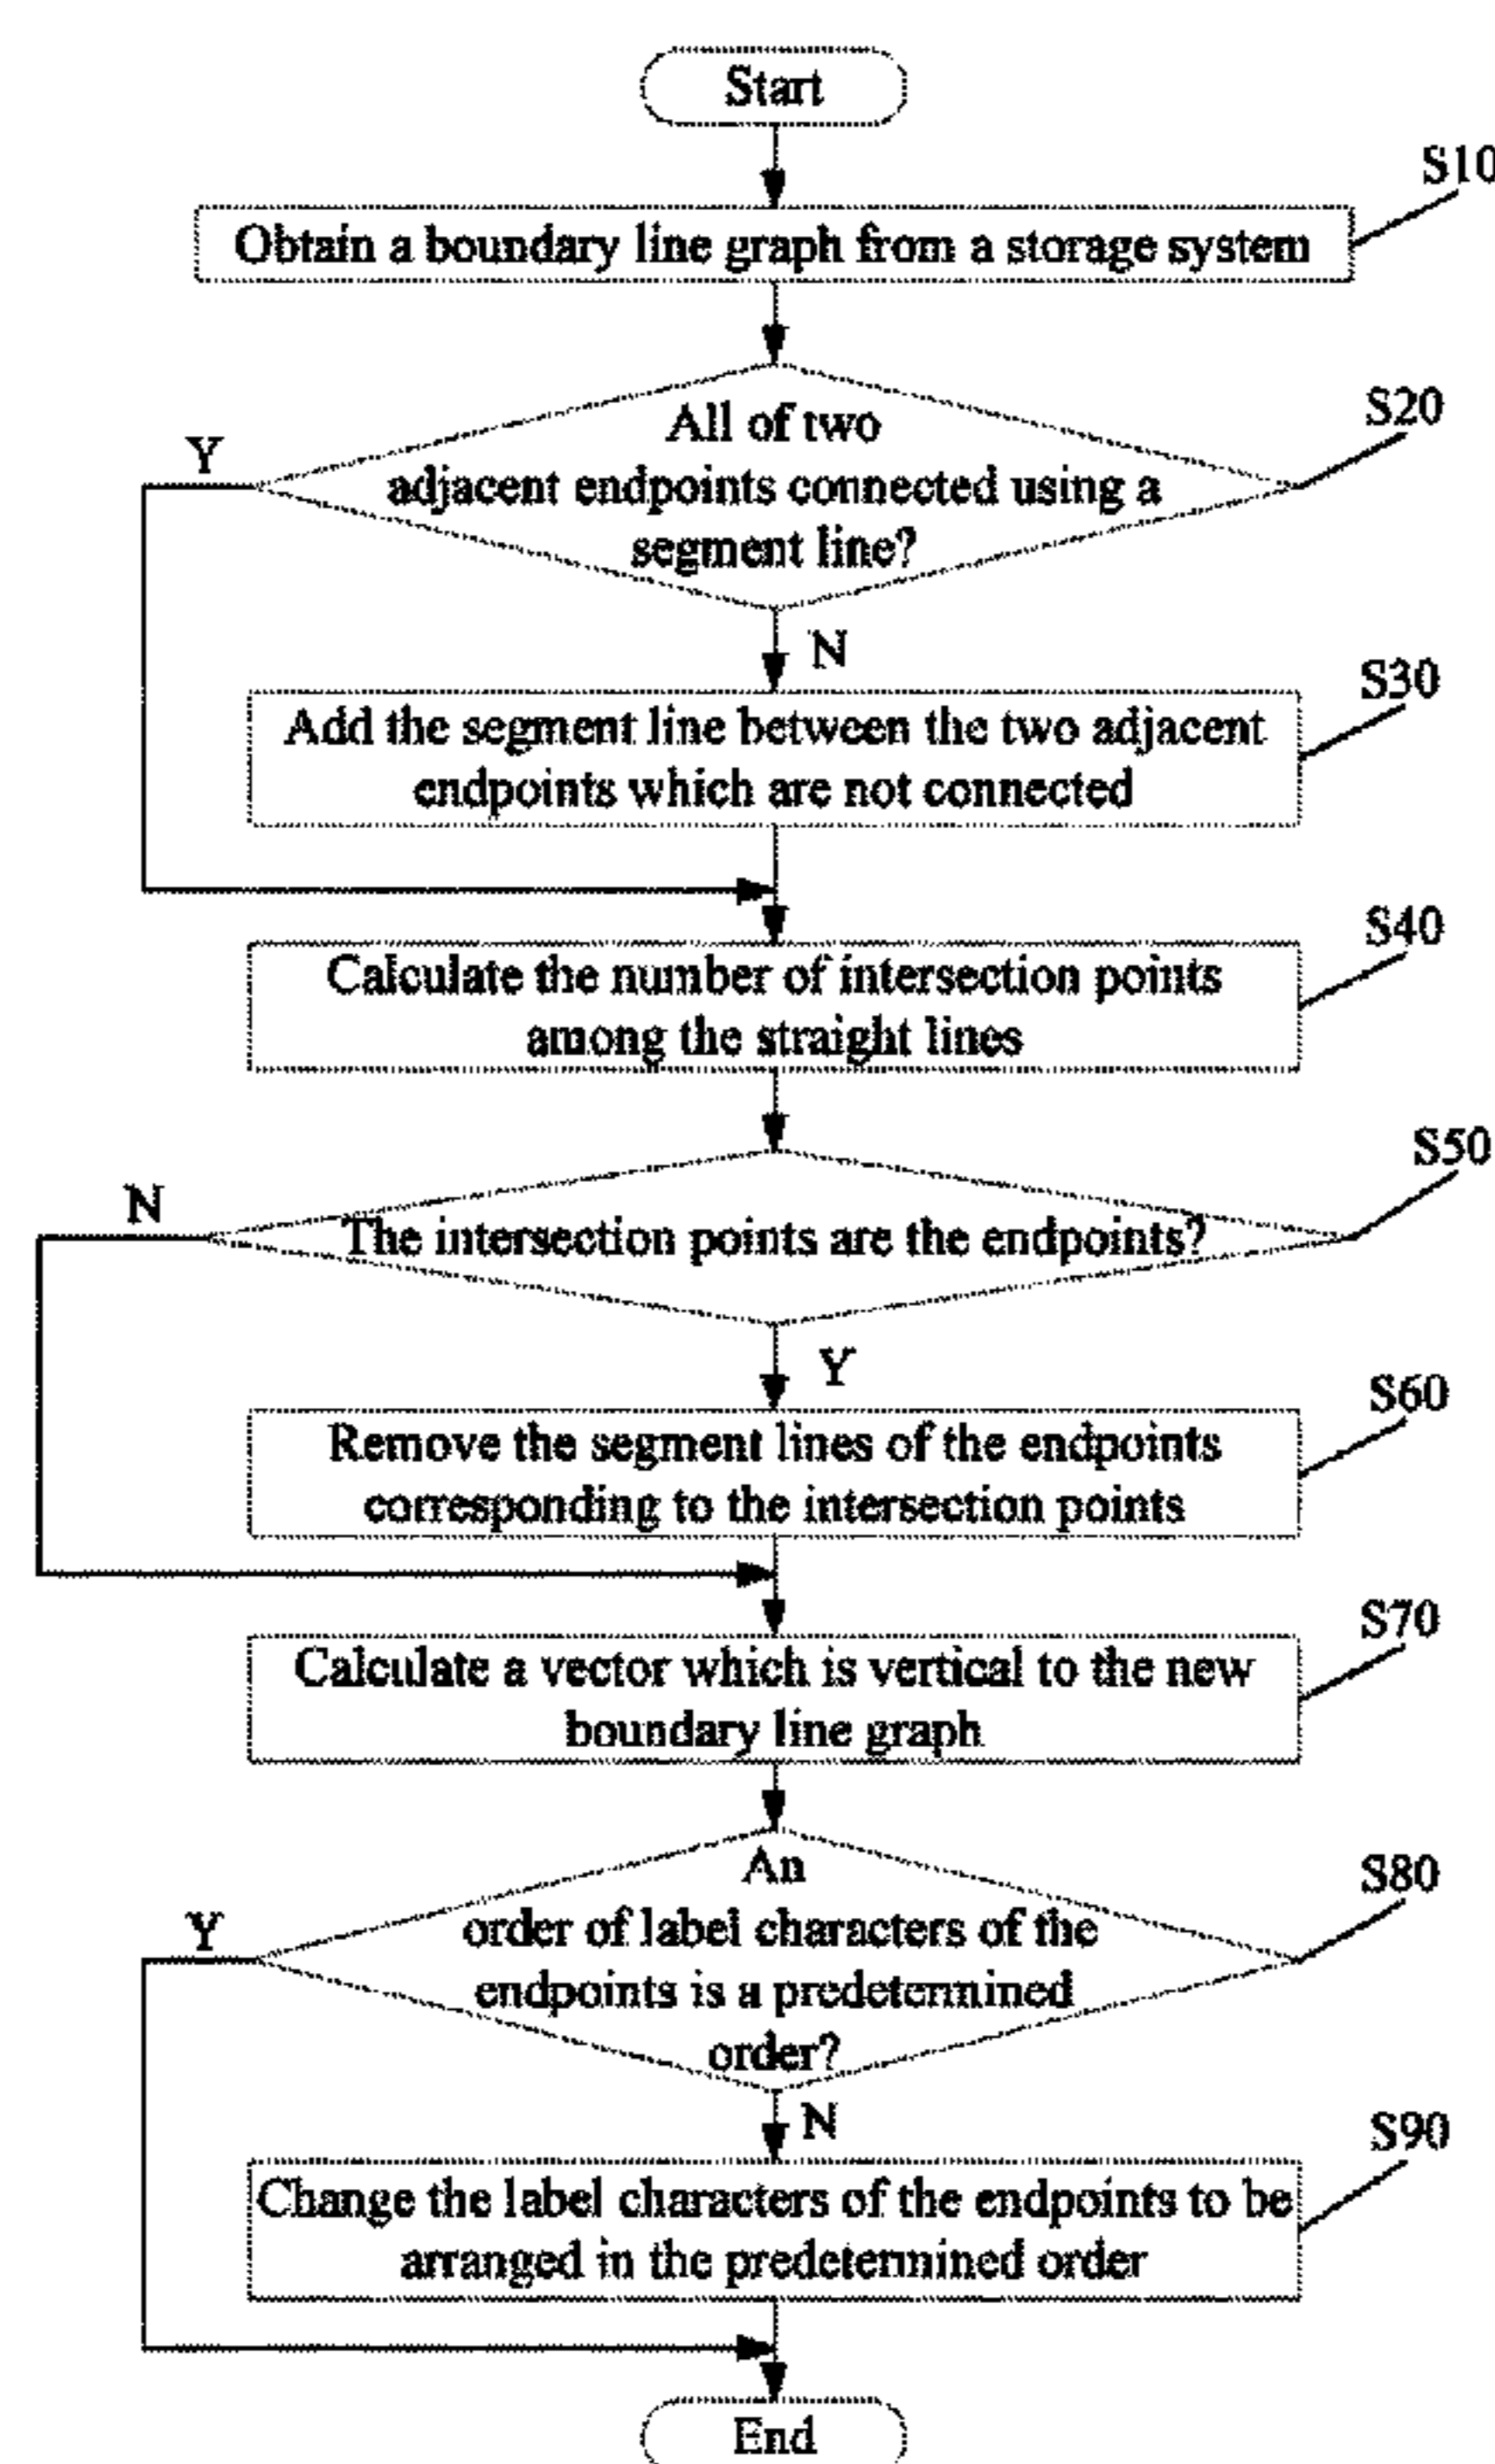 Start
S10
Obtain a boundary line graph from a storage system
S20
All of two
adjacent endpoints connected using a
segment line?
Y
N
S30
Add the segment line between the two adjacent
endpoints which are not connected
S40
Calculate the number of intersection points
among the straight lines
S50
The intersection points are the endpoints?
N
Y
S60
Remove the segment lines of the endpoints
corresponding to the intersection points
S70
Calculate a vector which is vertical to the new
boundary line graph
S80
An
order of label characters of the
endpoints is a predetermined
order?
Y
N
S90
Change the label characters of the endpoints to be
arranged in the predetermined order
End